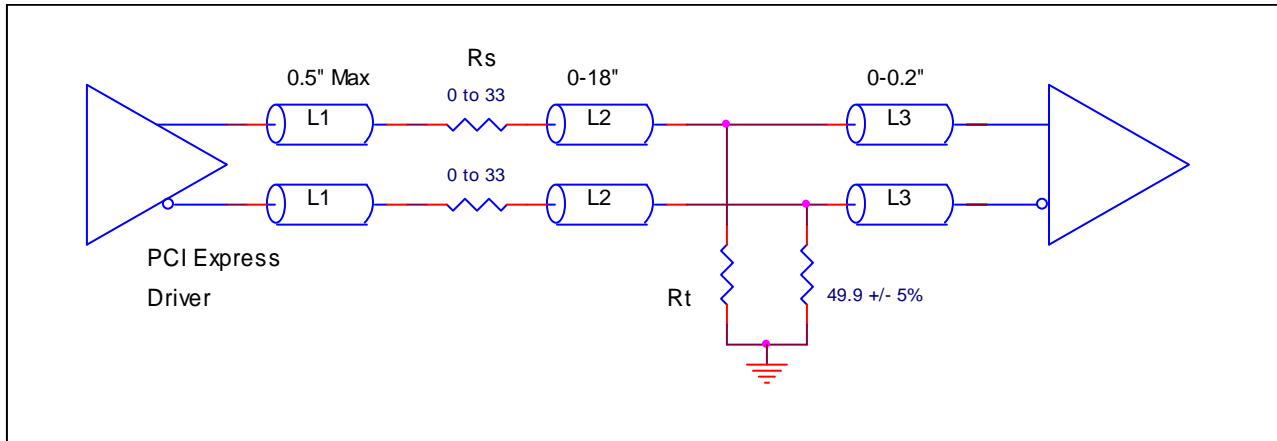 Rs
0.5" Max
0-18"
0-0.2"
0 to 33
L1
L2
L3
0 to 33
L1
L2
L3
PCI Express
Driver
Rt
49.9 +/- 5%